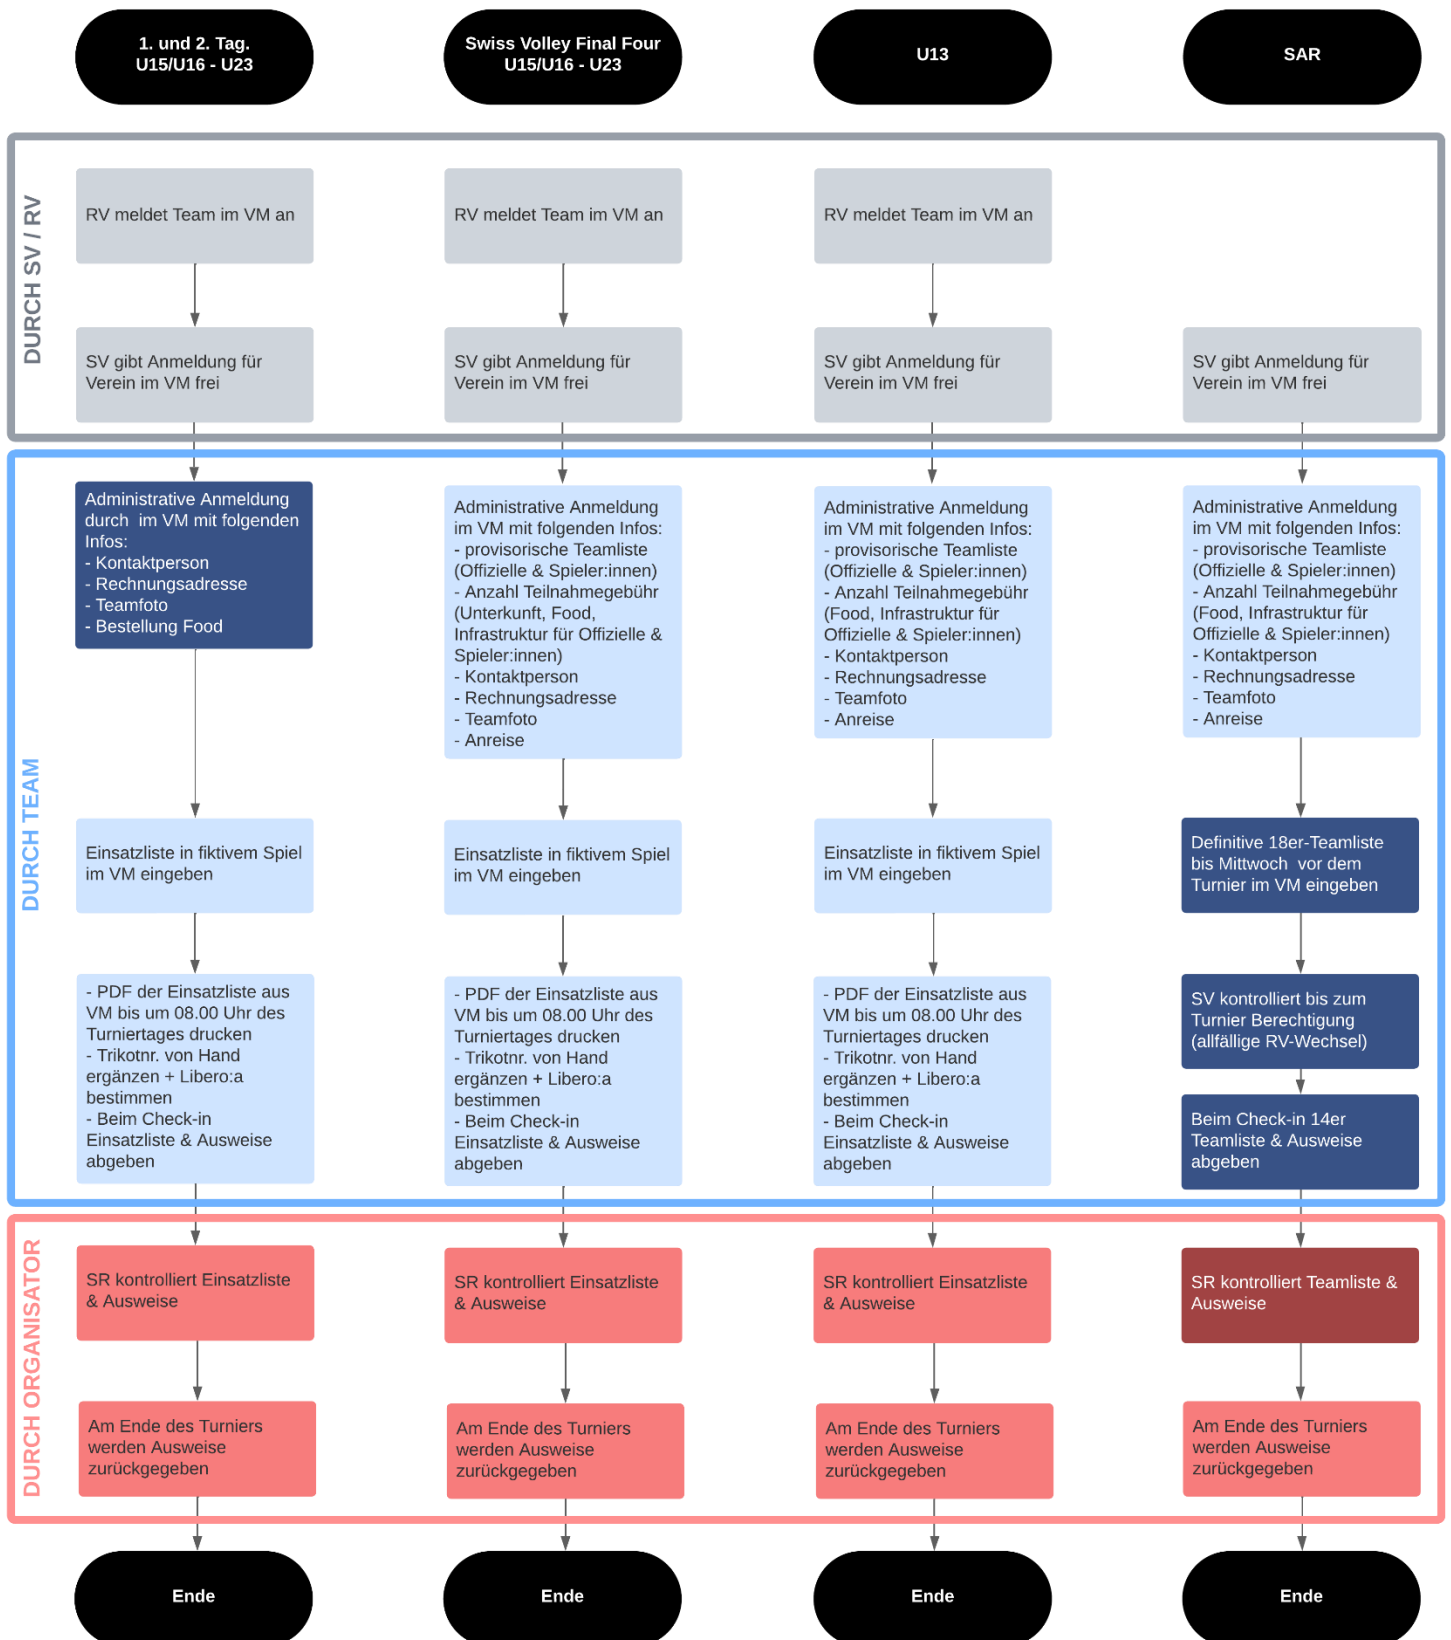 1. und 2. Tag.
U15/U16 - U23
Swiss Volley Final Four
U15/U16 - U23
U13
SAR
DURCH SV / RV
RV meldet Team im VM an
RV meldet Team im VM an
RV meldet Team im VM an
SV gibt Anmeldung für
Verein im VM frei
SV gibt Anmeldung für
Verein im VM frei
SV gibt Anmeldung für
Verein im VM frei
SV gibt Anmeldung für
Verein im VM frei
DURCH TEAM
Administrative Anmeldung
durch  im VM mit folgenden
Infos:
- Kontaktperson
- Rechnungsadresse
- Teamfoto
- Bestellung Food
Administrative Anmeldung
im VM mit folgenden Infos:
- provisorische Teamliste
(Offizielle & Spieler:innen)
- Anzahl Teilnahmegebühr
(Unterkunft, Food,
Infrastruktur für Offizielle &
Spieler:innen)
- Kontaktperson
- Rechnungsadresse
- Teamfoto
- Anreise
Administrative Anmeldung
im VM mit folgenden Infos:
- provisorische Teamliste
(Offizielle & Spieler:innen)
- Anzahl Teilnahmegebühr
(Food, Infrastruktur für
Offizielle & Spieler:innen)
- Kontaktperson
- Rechnungsadresse
- Teamfoto
- Anreise
Administrative Anmeldung
im VM mit folgenden Infos:
- provisorische Teamliste
(Offizielle & Spieler:innen)
- Anzahl Teilnahmegebühr
(Food, Infrastruktur für
Offizielle & Spieler:innen)
- Kontaktperson
- Rechnungsadresse
- Teamfoto
- Anreise
Einsatzliste in fiktivem Spiel
im VM eingeben
Einsatzliste in fiktivem Spiel
im VM eingeben
Einsatzliste in fiktivem Spiel
im VM eingeben
Definitive 18er-Teamliste
bis Mittwoch  vor dem
Turnier im VM eingeben
- PDF der Einsatzliste aus
VM bis um 08.00 Uhr des
Turniertages drucken
- Trikotnr. von Hand
ergänzen + Libero:a
bestimmen
- Beim Check-in
Einsatzliste & Ausweise
abgeben
- PDF der Einsatzliste aus
VM bis um 08.00 Uhr des
Turniertages drucken
- Trikotnr. von Hand
ergänzen + Libero:a
bestimmen
- Beim Check-in
Einsatzliste & Ausweise
abgeben
- PDF der Einsatzliste aus
VM bis um 08.00 Uhr des
Turniertages drucken
- Trikotnr. von Hand
ergänzen + Libero:a
bestimmen
- Beim Check-in
Einsatzliste & Ausweise
abgeben
SV kontrolliert bis zum
Turnier Berechtigung
(allfällige RV-Wechsel)
Beim Check-in 14er
Teamliste & Ausweise
abgeben
DURCH ORGANISATOR
SR kontrolliert Einsatzliste
& Ausweise
SR kontrolliert Einsatzliste
& Ausweise
SR kontrolliert Einsatzliste
& Ausweise
SR kontrolliert Teamliste &
Ausweise
Am Ende des Turniers
werden Ausweise
zurückgegeben
Am Ende des Turniers
werden Ausweise
zurückgegeben
Am Ende des Turniers
werden Ausweise
zurückgegeben
Am Ende des Turniers
werden Ausweise
zurückgegeben
Ende
Ende
Ende
Ende